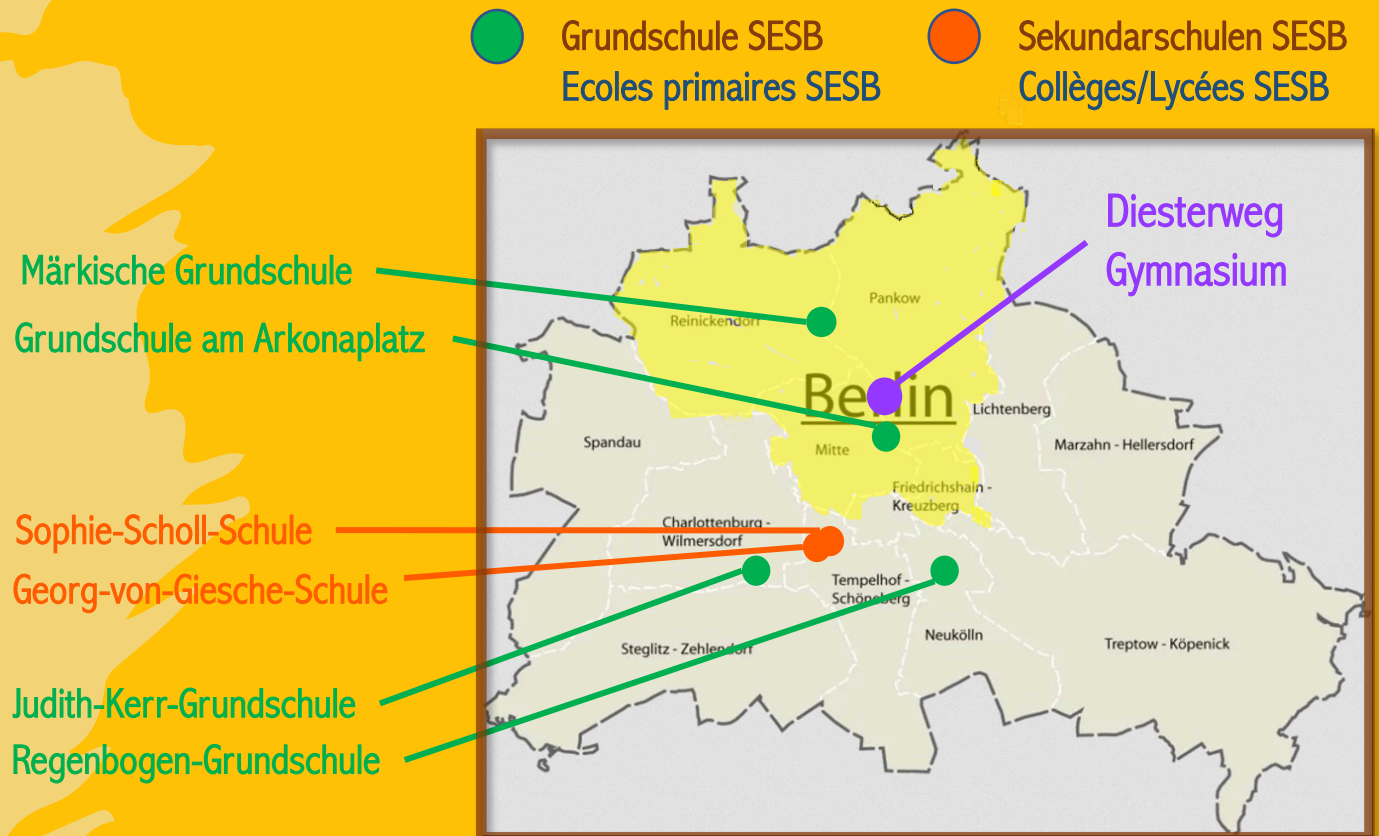 Grundschule SESB
Ecoles primaires SESB
Sekundarschulen SESB
Collèges/Lycées SESB
Diesterweg
Gymnasium
Märkische Grundschule
Grundschule am Arkonaplatz
Sophie-Scholl-Schule
Georg-von-Giesche-Schule
Judith-Kerr-Grundschule
Regenbogen-Grundschule
Pankow
Reinickendorf
Berlin
Lichtenberg
Marzahn - Hellersdorf
Spandau
Mitte
Friedrichshain -
Kreuzberg
Charlottenburg -
Wilmersdorf
Tempelhof -
Schöneberg
Neukölln
Steglitz - Zehlendorf
Treptow - Köpenick